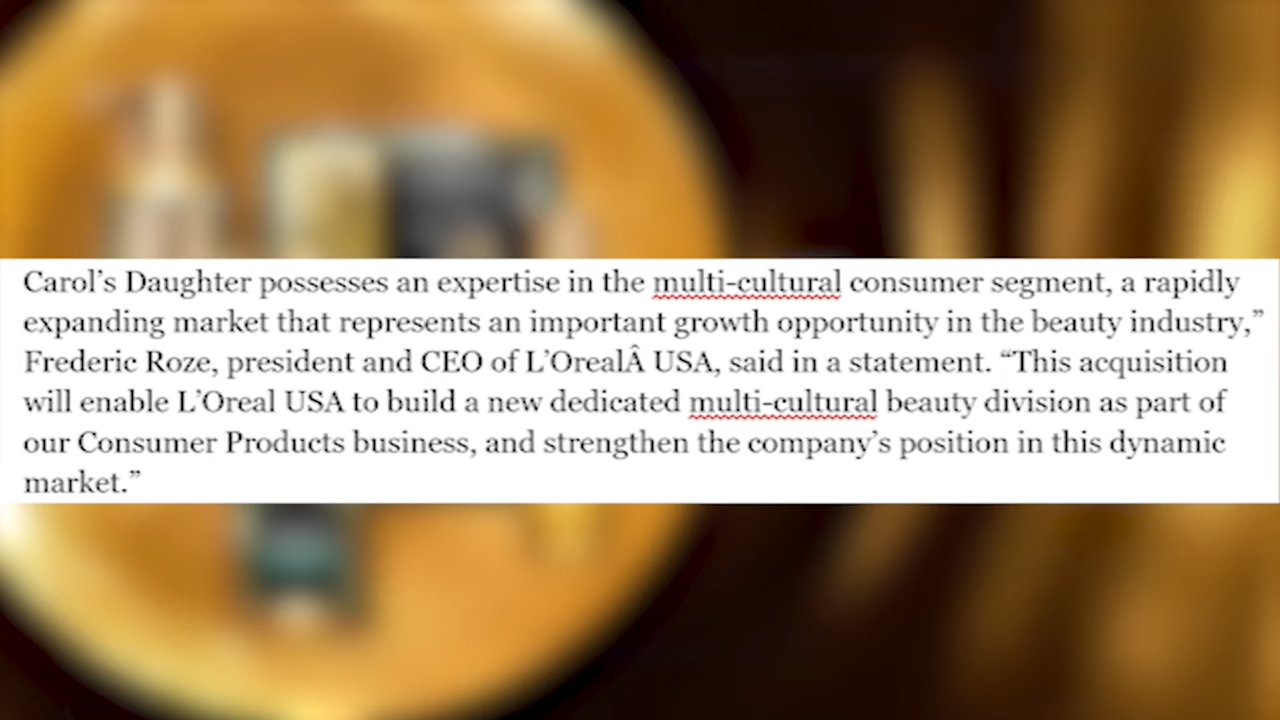 Carol’s Daughter possesses an expertise in the multi-cultural consumer segment, a rapidly
expanding market that represents an important growth opportunity in the beauty industry,”
Frederic Roze, president and CEO of L’OrealÂ USA, said in a statement. “This acquisition
will enable L’Oreal USA to build a new dedicated multi-cultural beauty division as part of
our Consumer Products business, and strengthen the company’s position in this dynamic
market.”